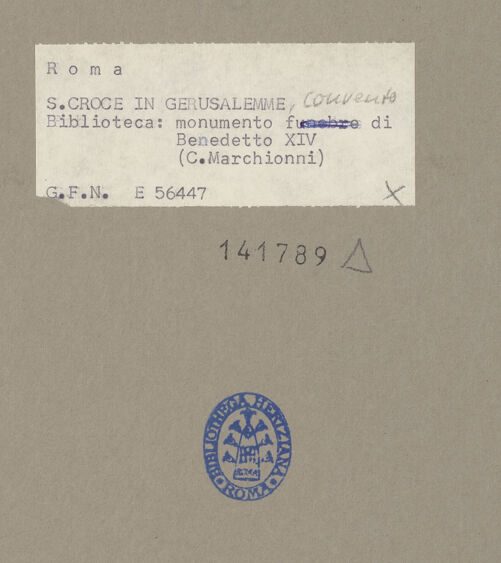 Roma
S.CROCE IN GERUSALEMME, Convento
Biblioteca: monumento funebre di
Benedetto XIV
(C.Marchionni)
G.F.N. E 56447
141789
BIBLIOTHECA HERTZIANA
ROMA